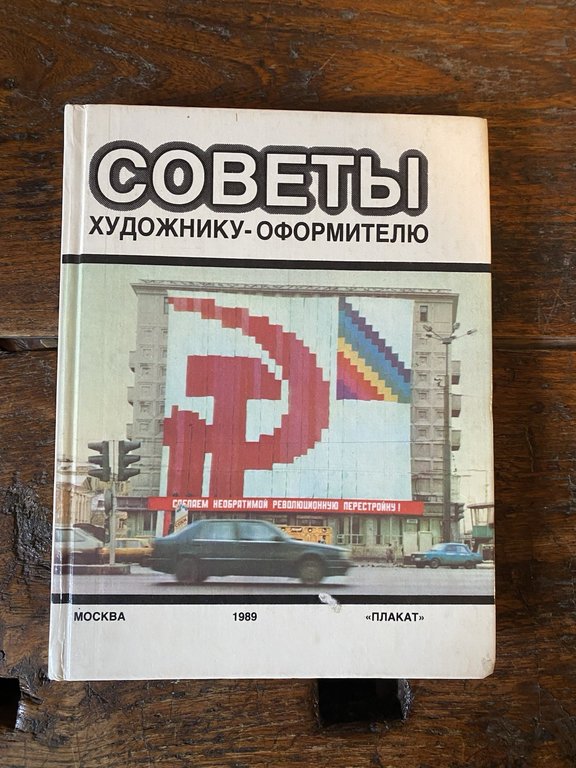 СОВЕТЫ
ХУДОЖНИКУ-ОФОРМИТЕЛЮ
СДЕЛАЕМ НЕОБРАТИМОЙ РЕВОЛЮЦИОННУЮ ПЕРЕСТРОЙКУ!
МОСКВА 1989 «ПЛАКАТ»